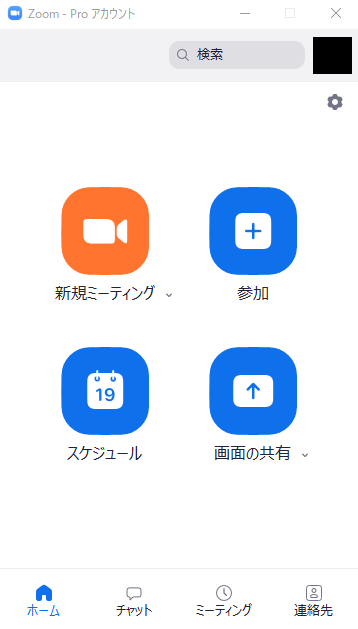 Zoom - Pro アカウント
検索
新規ミーティング
参加
19
スケジュール
画面の共有
ホーム
チャット
ミーティング
連絡先